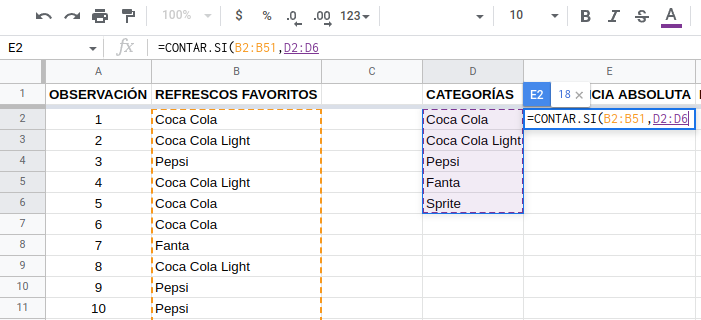 100% $ % .0 .00 123 10 B I S A
E2 fx =CONTAR.SI(B2:B51,D2:D6
A B C D E
1 OBSERVACIÓN REFRESCOS FAVORITOS CATEGORÍAS E2 18 × CIA ABSOLUTA
2 1 Coca Cola Coca Cola =CONTAR.SI(B2:B51,D2:D6
3 2 Coca Cola Light Coca Cola Light
4 3 Pepsi Pepsi
5 4 Coca Cola Light Fanta
6 5 Coca Cola Sprite
7 6 Coca Cola
8 7 Fanta
9 8 Coca Cola Light
10 9 Pepsi
11 10 Pepsi